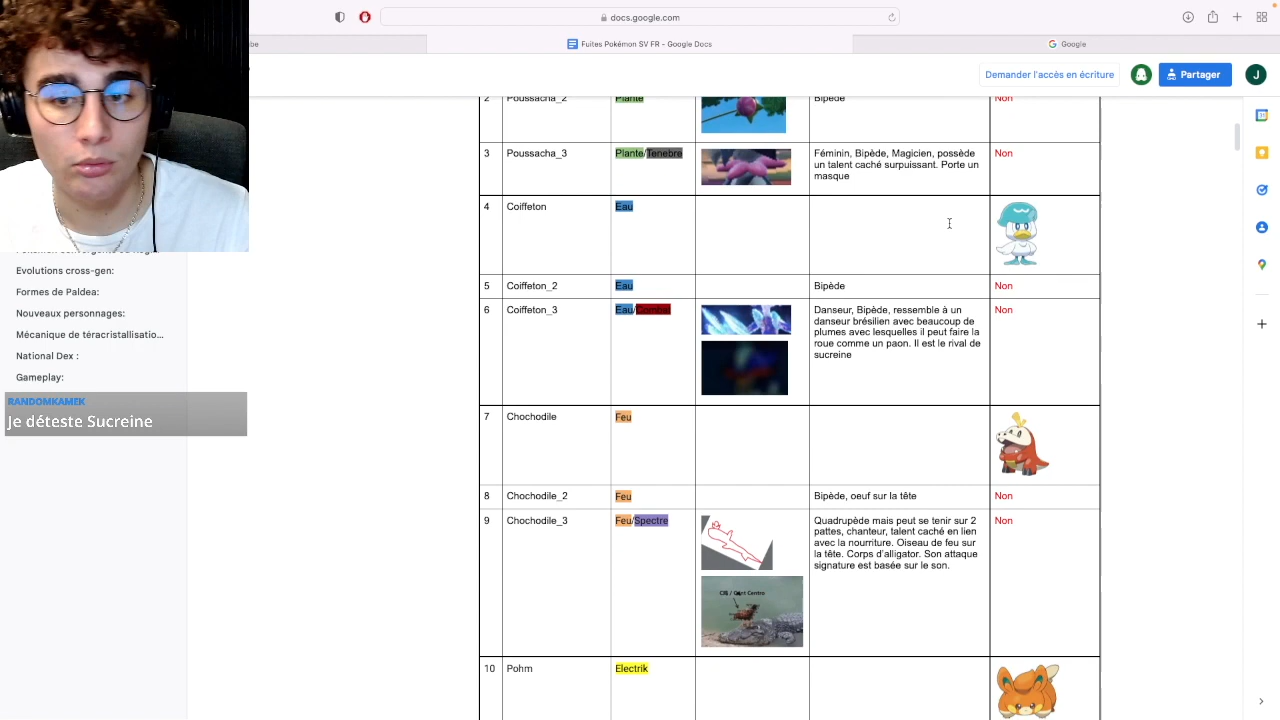 docs.google.com
be
Fuites Pokémon SV FR - Google Docs
Google
Demander l'accès en écriture
Partager
J
2 Poussacha_2 Plante Bipède Non
3 Poussacha_3 Plante/Tenebre Féminin, Bipède, Magicien, possède Non
un talent caché surpuissant. Porte un
masque
4 Coiffeton Eau
5 Coiffeton_2 Eau Bipède Non
6 Coiffeton_3 Eau/Combat Danseur, Bipède, ressemble à un Non
danseur brésilien avec beaucoup de
plumes avec lesquelles il peut faire la
roue comme un paon. Il est le rival de
sucreine
7 Chochodile Feu
8 Chochodile_2 Feu Bipède, oeuf sur la tête Non
9 Chochodile_3 Feu/Spectre Quadrupède mais peut se tenir sur 2 Non
pattes, chanteur, talent caché en lien
avec la nourriture. Oiseau de feu sur
la tête. Corps d'alligator. Son attaque
signature est basée sur le son.
10 Pohm Electrik
Evolutions cross-gen:
Formes de Paldea:
Nouveaux personnages:
Mécanique de téracristallisatio...
National Dex :
Gameplay:
RANDOMKAMEK
Je déteste Sucreine